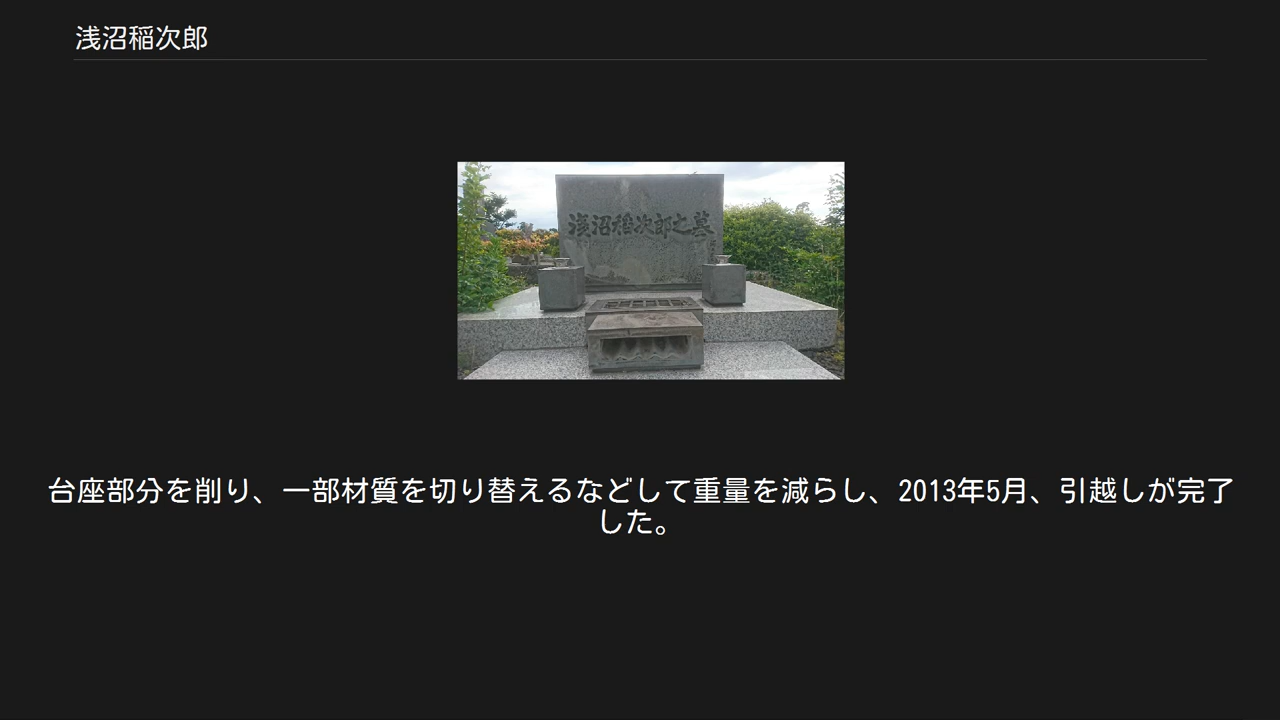 浅沼稲次郎
浅沼稲次郎之墓
台座部分を削り、一部材質を切り替えるなどして重量を減らし、2013年5月、引越しが完了
した。